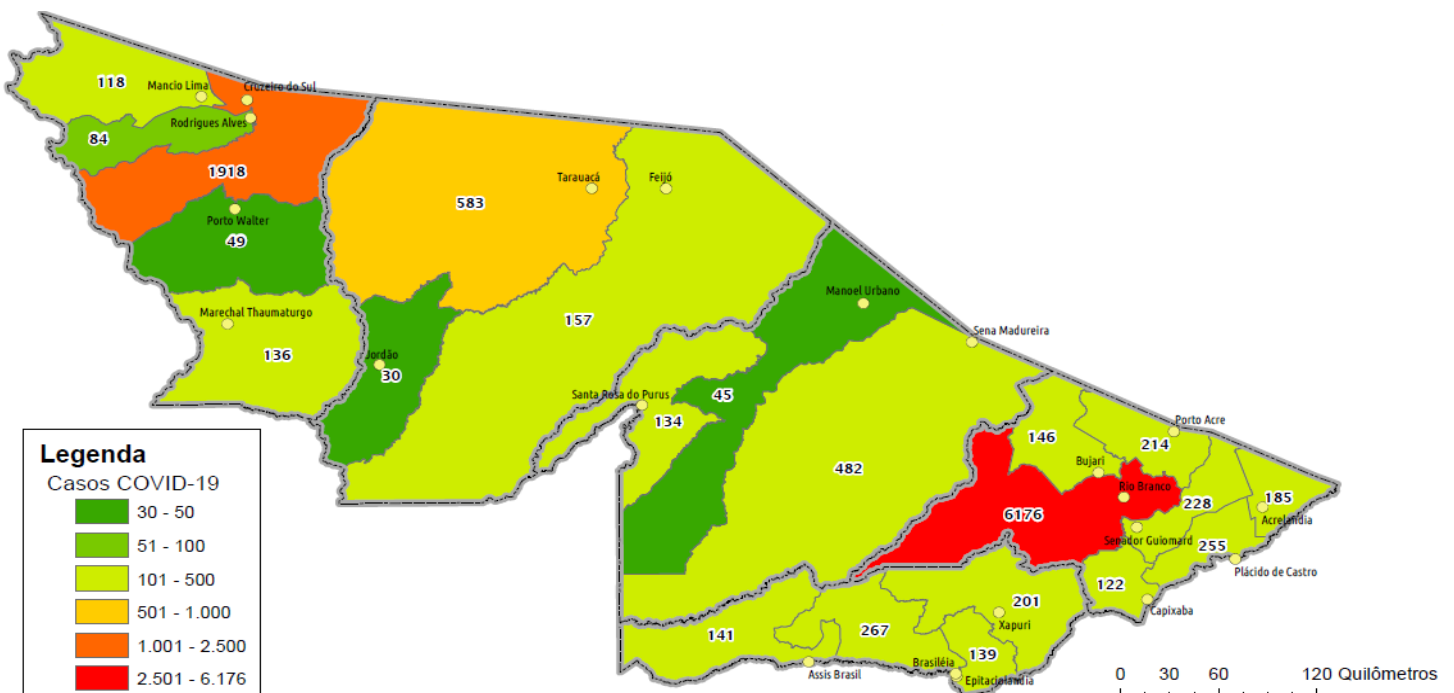 118
Mancio Lima
Cruzeiro do Sul
84
Rodrigues Alves
1918
583
Tarauacá
Feijó
Porto Walter
49
Manoel Urbano
Marechal Thaumaturgo
136
157
Sena Madureira
Jordão
30
Santa Rosa do Purus
45
134
Porto Acre
146
214
482
Bujari
Rio Branco
6176
228
185
Acrelandia
Senador Guiomard
255
Plácido de Castro
122
Capixaba
201
Xapuri
141
267
139
Brasiléia
Assis Brasil
Epitaciolandia
Legenda
Casos COVID-19
30 - 50
51 - 100
101 - 500
501 - 1.000
1.001 - 2.500
2.501 - 6.176
0 30 60 120 Quilômetros